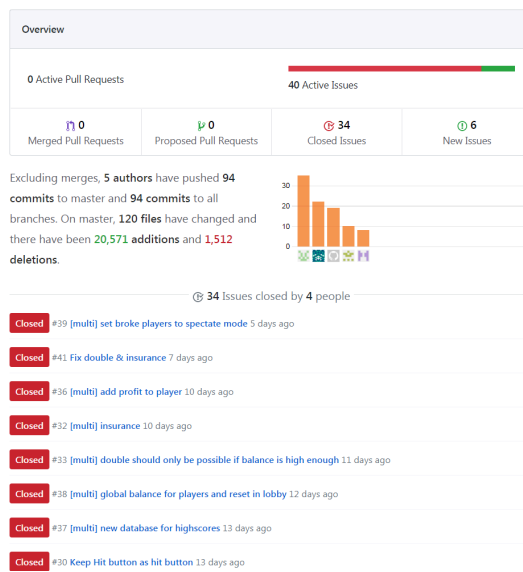 Overview
0 Active Pull Requests
40 Active Issues
0
Merged Pull Requests
0
Proposed Pull Requests
34
Closed Issues
6
New Issues
Excluding merges, 5 authors have pushed 94
commits to master and 94 commits to all
branches. On master, 120 files have changed and
there have been 20,571 additions and 1,512
deletions.
30
20
10
0
34 Issues closed by 4 people
Closed #39 [multi] set broke players to spectate mode 5 days ago
Closed #41 Fix double & insurance 7 days ago
Closed #36 [multi] add profit to player 10 days ago
Closed #32 [multi] insurance 10 days ago
Closed #33 [multi] double should only be possible if balance is high enough 11 days ago
Closed #38 [multi] global balance for players and reset in lobby 12 days ago
Closed #37 [multi] new database for highscores 13 days ago
Closed #30 Keep Hit button as hit button 13 days ago